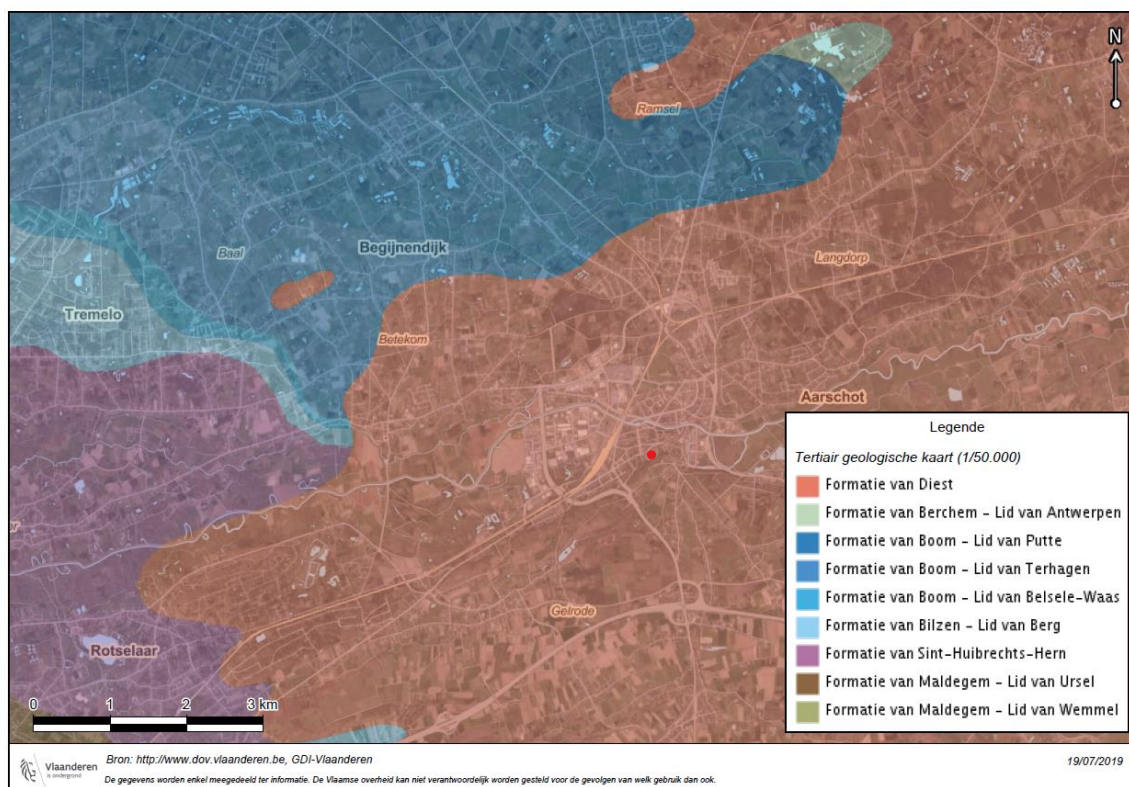 N
Ramsel
Baal
Begijnendijk
Langdorp
Tremelo
Betekom
Aarschot
Legende
Tertiair geologische kaart (1/50.000)
Formatie van Diest
Formatie van Berchem – Lid van Antwerpen
Formatie van Boom – Lid van Putte
Formatie van Boom – Lid van Terhagen
Formatie van Boom – Lid van Belsele-Waas
Formatie van Bilzen – Lid van Berg
Formatie van Sint-Huibrechts-Hern
Formatie van Maldegem – Lid van Ursel
Formatie van Maldegem – Lid van Wemmel
Gelrode
Rotselaar
0 1 2 3 km
Vlaanderen
is ondergrond
Bron: http://www.dov.vlaanderen.be, GDI-Vlaanderen
19/07/2019
De gegevens worden enkel meegedeeld ter informatie. De Vlaamse overheid kan niet verantwoordelijk worden gesteld voor de gevolgen van welk gebruik dan ook.